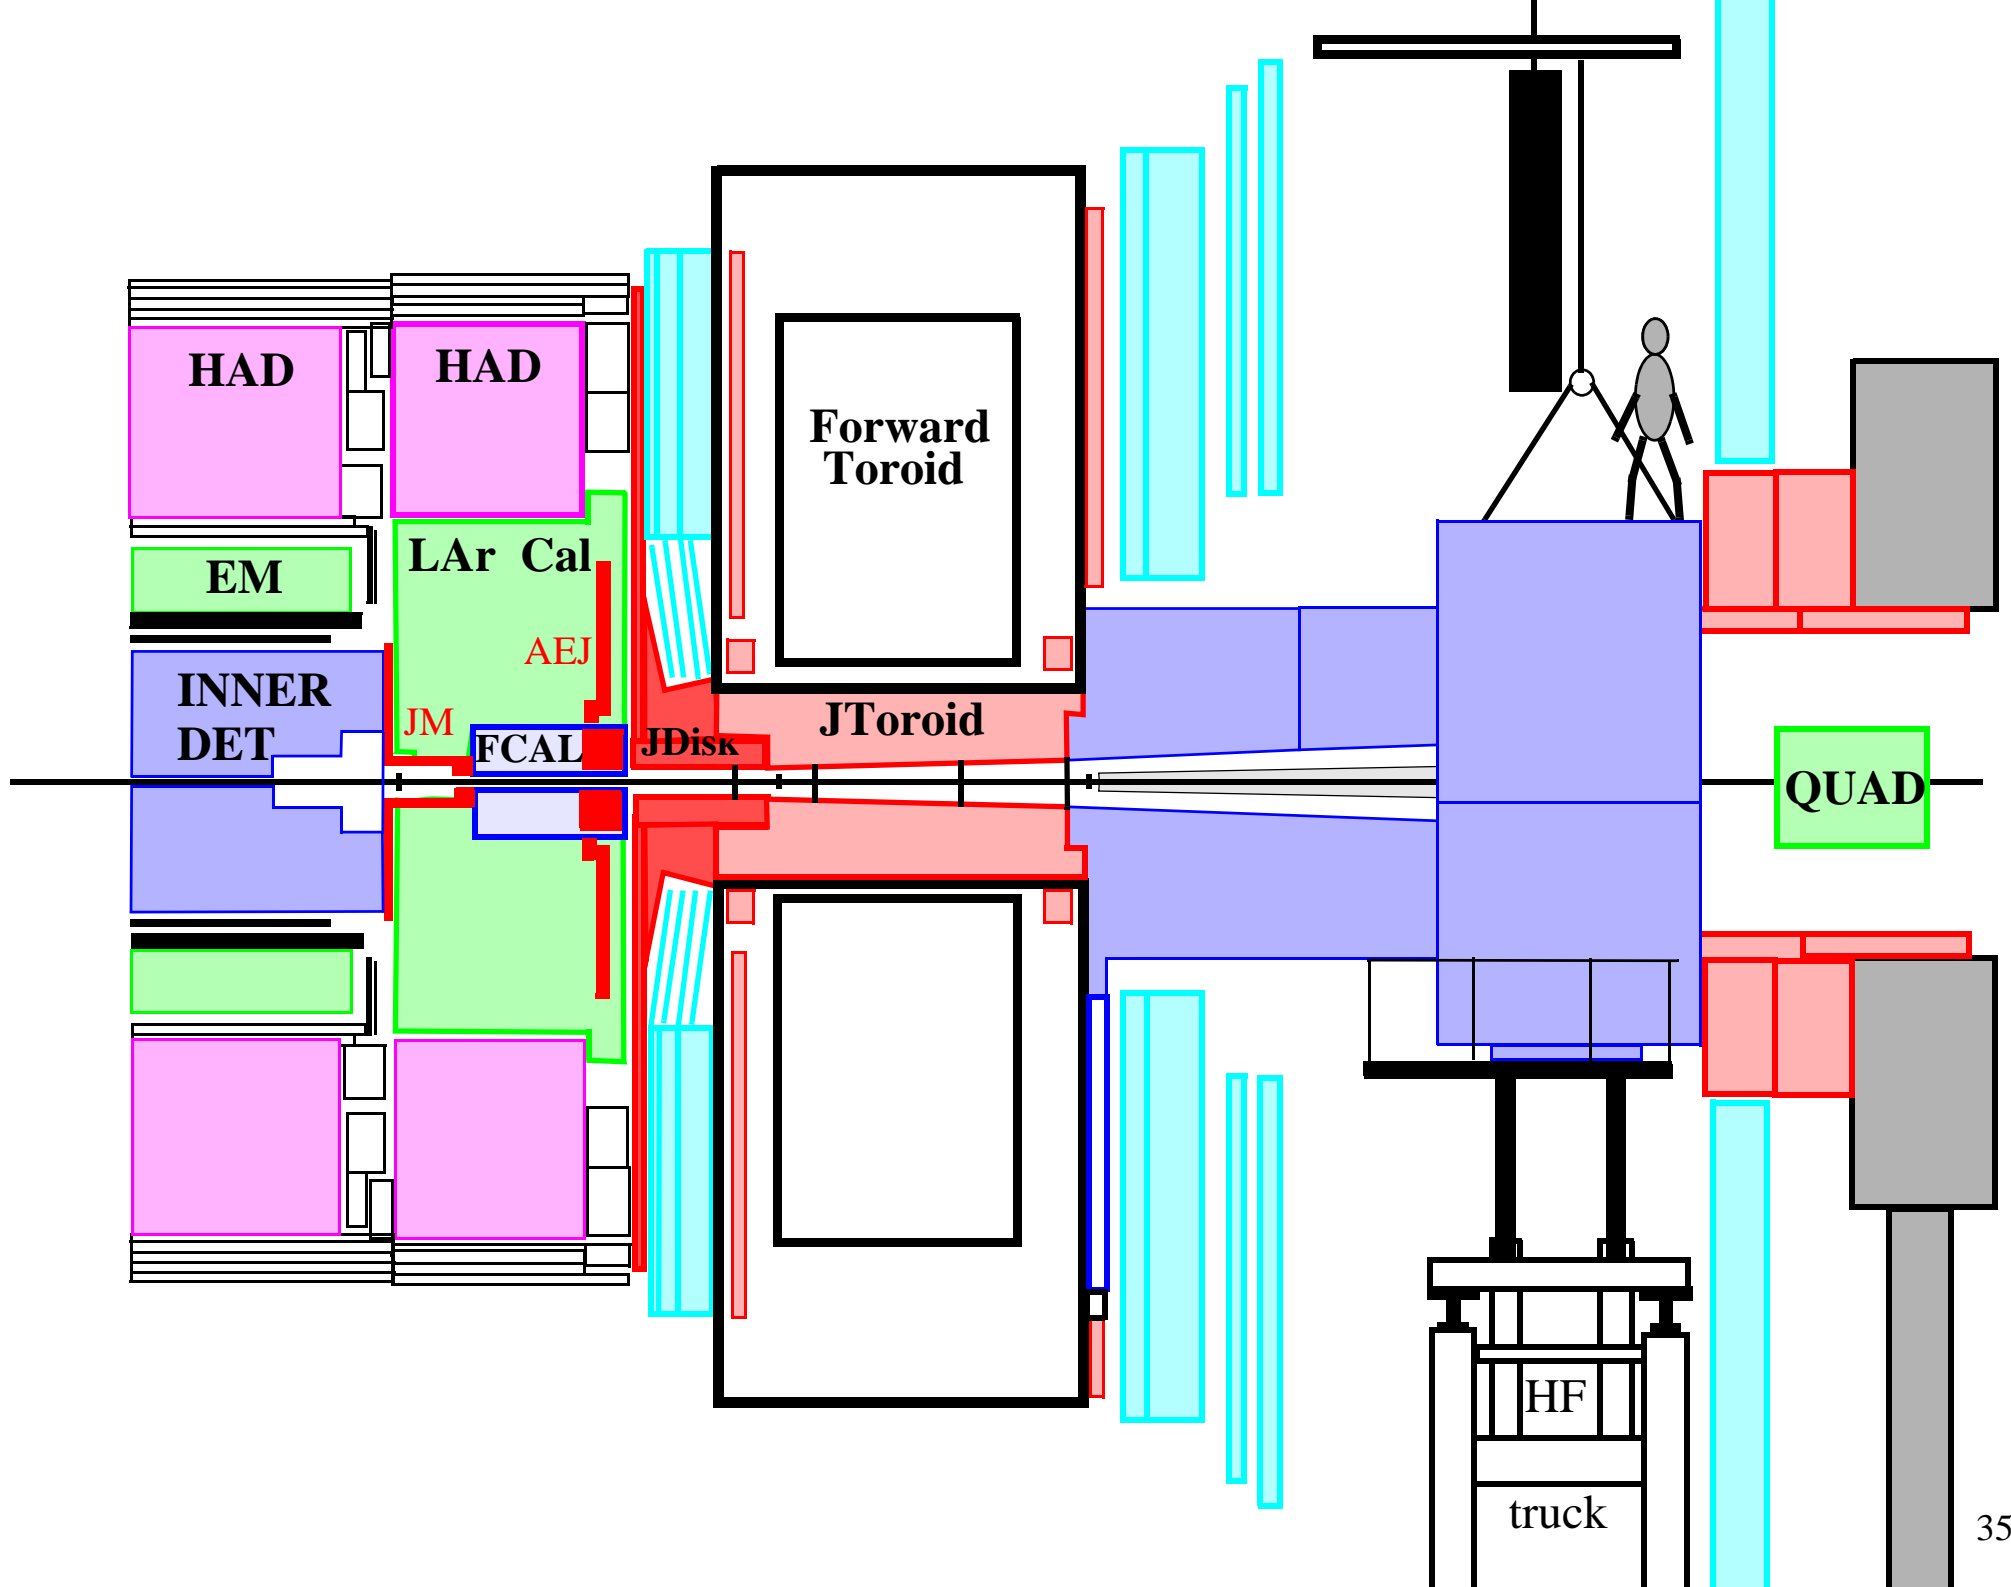 HAD
HAD
Forward
Toroid
LAr Cal
EM
AEJ
INNER
DET
JM
FCAL
JDisk
JToroid
QUAD
HF
truck
35